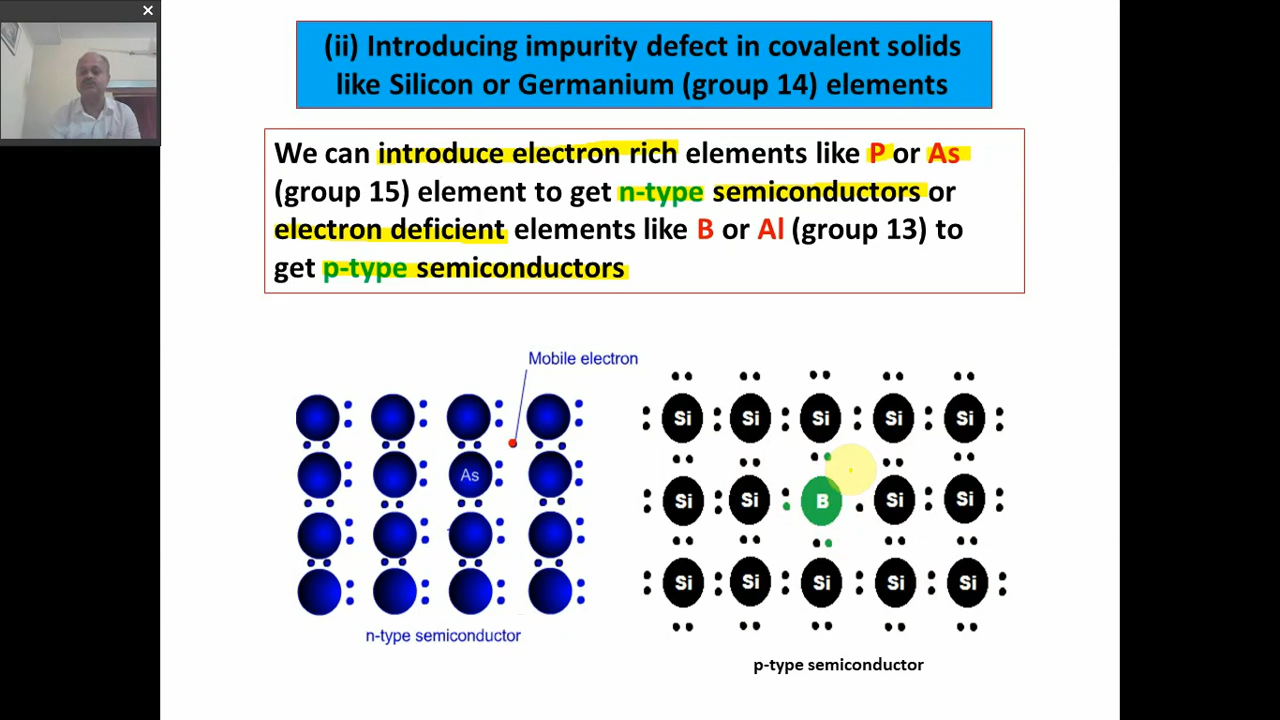 (ii) Introducing impurity defect in covalent solids
like Silicon or Germanium (group 14) elements
We can introduce electron rich elements like P or As
(group 15) element to get n-type semiconductors or
electron deficient elements like B or Al (group 13) to
get p-type semiconductors
Mobile electron
As
n-type semiconductor
Si Si Si Si Si
Si Si B Si Si
Si Si Si Si Si
p-type semiconductor